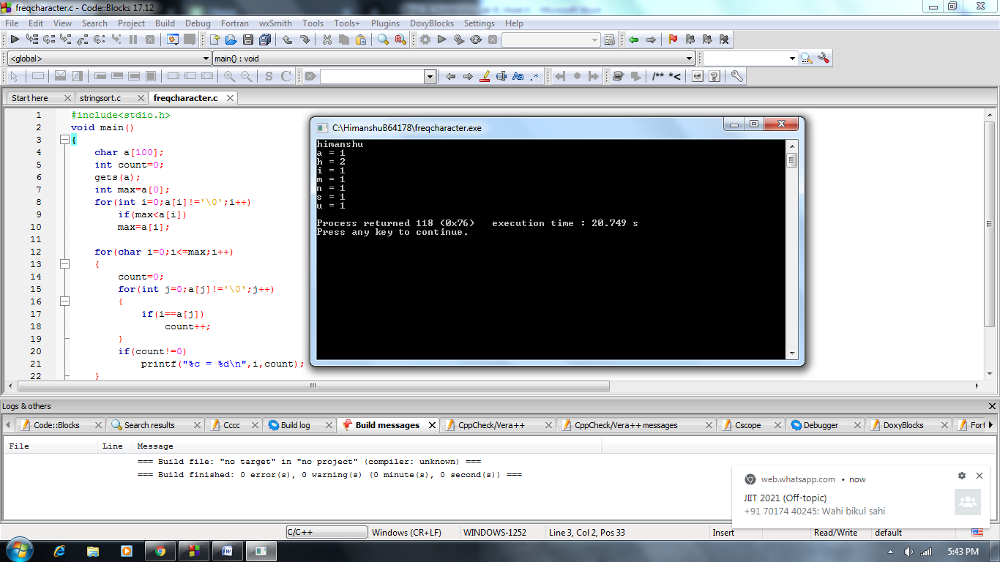 freqcharacter.c - Code::Blocks 17.12
File Edit View Search Project Build Debug Fortran wxSmith Tools Tools+ Plugins DoxyBlocks Settings Help
<global> main() : void
S C Aa .* /** *<
Start here stringsort.c freqcharacter.c
1 #include<stdio.h>
2 void main()
3 {
4 char a[100];
5 int count=0;
6 gets(a);
7 int max=a[0];
8 for(int i=0;a[i]!='\0';i++)
9 if(max<a[i])
10 max=a[i];
11
12 for(char i=0;i<=max;i++)
13 {
14 count=0;
15 for(int j=0;a[j]!='\0';j++)
16 {
17 if(i==a[j])
18 count++;
19 }
20 if(count!=0)
21 printf("%c = %d\n",i,count);
22 }
C:\HimanshuB64178\freqcharacter.exe
himanshu
a = 1
h = 2
i = 1
m = 1
n = 1
s = 1
u = 1
Process returned 118 (0x76) execution time : 20.749 s
Press any key to continue.
Logs & others
Code::Blocks Search results Cccc Build log Build messages CppCheck/Vera++ CppCheck/Vera++ messages Cscope Debugger DoxyBlocks Fort
File Line Message
=== Build file: "no target" in "no project" (compiler: unknown) ===
=== Build finished: 0 error(s), 0 warning(s) (0 minute(s), 0 second(s)) ===
web.whatsapp.com • now
JIIT 2021 (Off-topic)
+91 70174 40245: Wahi bikul sahi
C/C++ Windows (CR+LF) WINDOWS-1252 Line 3, Col 2, Pos 33 Insert Read/Write default
5:43 PM